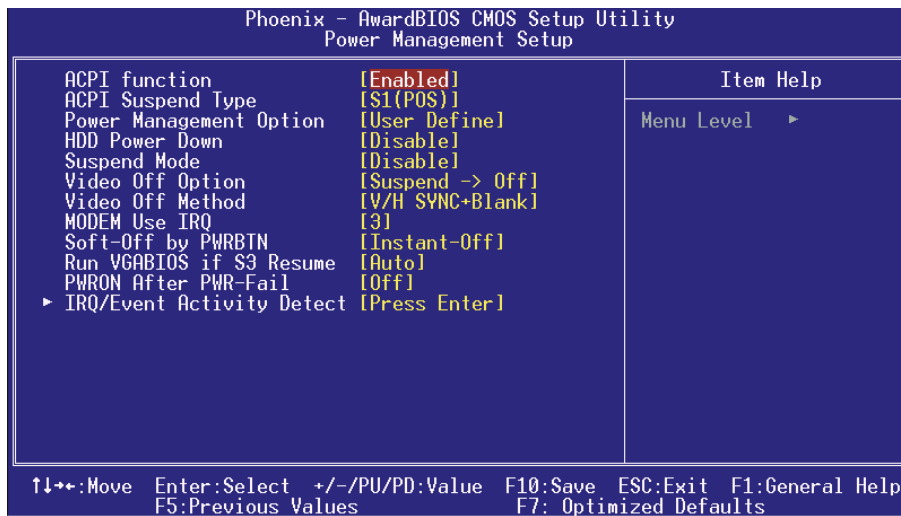 Phoenix - AwardBIOS CMOS Setup Utility
Power Management Setup
ACPI function [Enabled]
ACPI Suspend Type [S1(POS)]
Power Management Option [User Define]
HDD Power Down [Disable]
Suspend Mode [Disable]
Video Off Option [Suspend -> Off]
Video Off Method [V/H SYNC+Blank]
MODEM Use IRQ [3]
Soft-Off by PWRBTN [Instant-Off]
Run VGABIOS if S3 Resume [Auto]
PWRON After PWR-Fail [Off]
► IRQ/Event Activity Detect [Press Enter]
Item Help
Menu Level ►
↑↓→←:Move Enter:Select +/-/PU/PD:Value F10:Save ESC:Exit F1:General Help
F5:Previous Values F7: Optimized Defaults